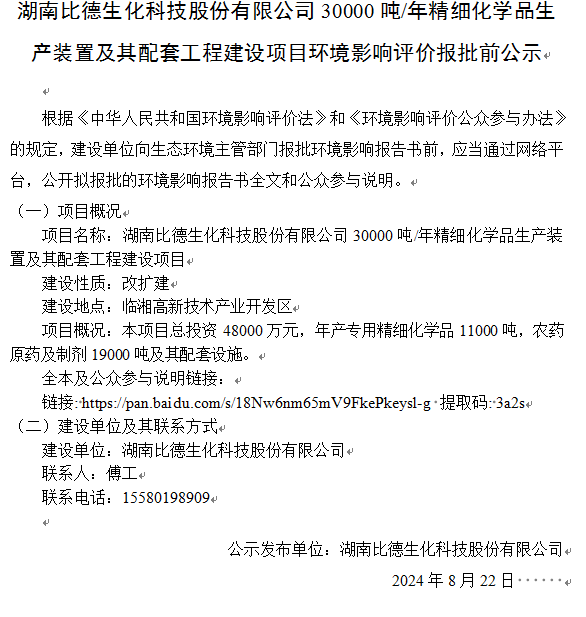 湖南比德生化科技股份有限公司 30000 吨/年精细化学品生
产装置及其配套工程建设项目环境影响评价报批前公示
根据《中华人民共和国环境影响评价法》和《环境影响评价公众参与办法》
的规定，建设单位向生态环境主管部门报批环境影响报告书前，应当通过网络平
台，公开拟报批的环境影响报告书全文和公众参与说明。
（一）项目概况
项目名称：湖南比德生化科技股份有限公司 30000 吨/年精细化学品生产装
置及其配套工程建设项目
建设性质：改扩建
建设地点：临湘高新技术产业开发区
项目概况：本项目总投资 48000 万元，年产专用精细化学品 11000 吨，农药
原药及制剂 19000 吨及其配套设施。
全本及公众参与说明链接：
链接: https://pan.baidu.com/s/18Nw6nm65mV9FkePkeysl-g 提取码: 3a2s
（二）建设单位及其联系方式
建设单位：湖南比德生化科技股份有限公司
联系人：傅工
联系电话：15580198909
公示发布单位：湖南比德生化科技股份有限公司
2024 年 8 月 22 日